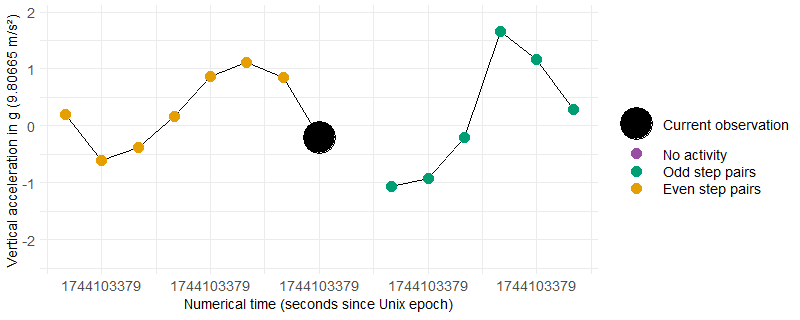 Vertical acceleration in g (9.80665 m/s²)
2
1
0
-1
-2
1744103379 1744103379 1744103379 1744103379 1744103379
Numerical time (seconds since Unix epoch)
Current observation
No activity
Odd step pairs
Even step pairs